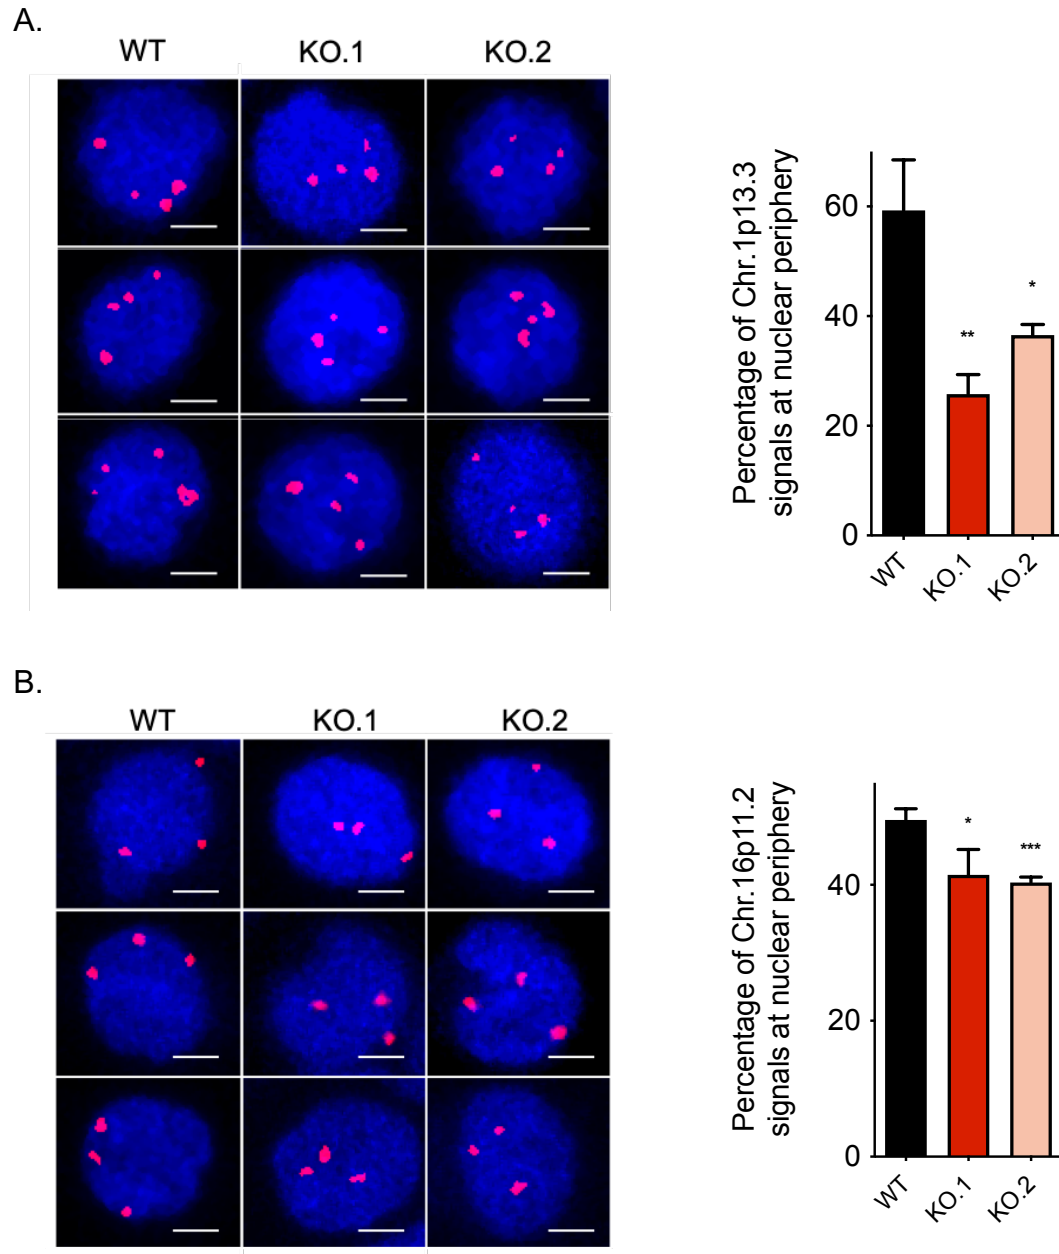 A.
WT KO.1 KO.2
Percentage of Chr.1p13.3
signals at nuclear periphery
60
40
20
0
**
*
WT KO.1 KO.2
B.
WT KO.1 KO.2
Percentage of Chr.16p11.2
signals at nuclear periphery
40
20
0
*
***
WT KO.1 KO.2